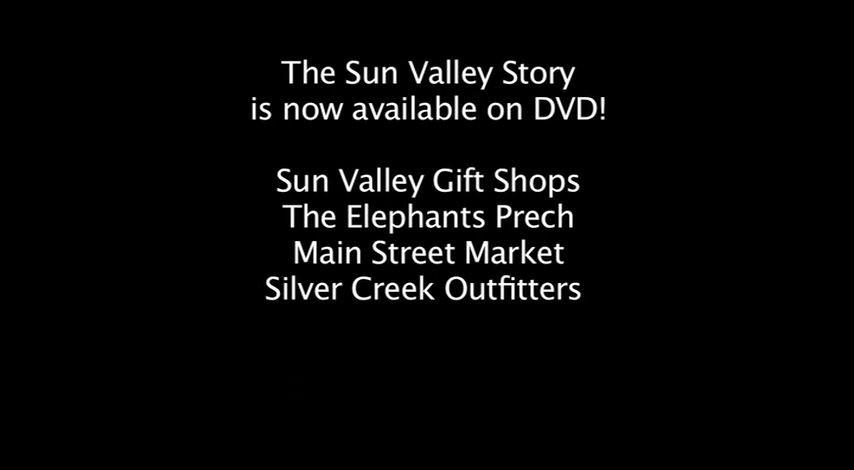 The Sun Valley Story
is now available on DVD!
Sun Valley Gift Shops
The Elephants Prech
Main Street Market
Silver Creek Outfitters